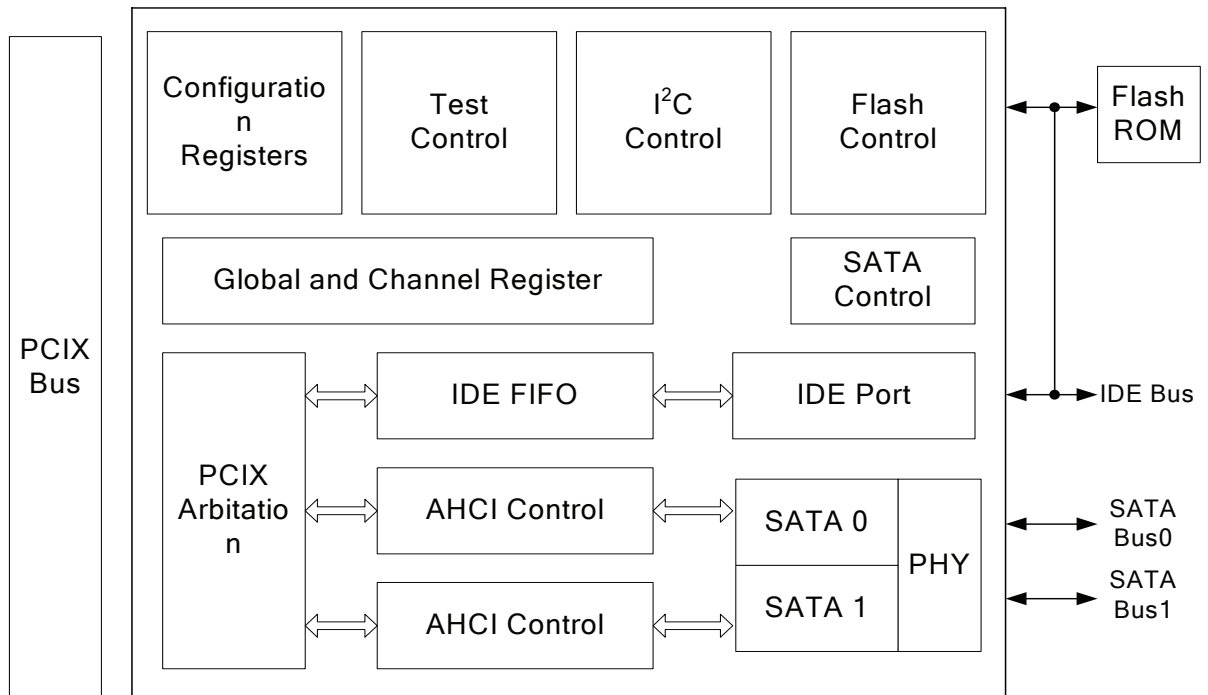 PCIX
Bus
Configuratio
n
Registers
Test
Control
I²C
Control
Flash
Control
Flash
ROM
Global and Channel Register
SATA
Control
PCIX
Arbitatio
n
IDE FIFO
IDE Port
IDE Bus
AHCI Control
SATA 0
PHY
SATA
Bus0
AHCI Control
SATA 1
SATA
Bus1